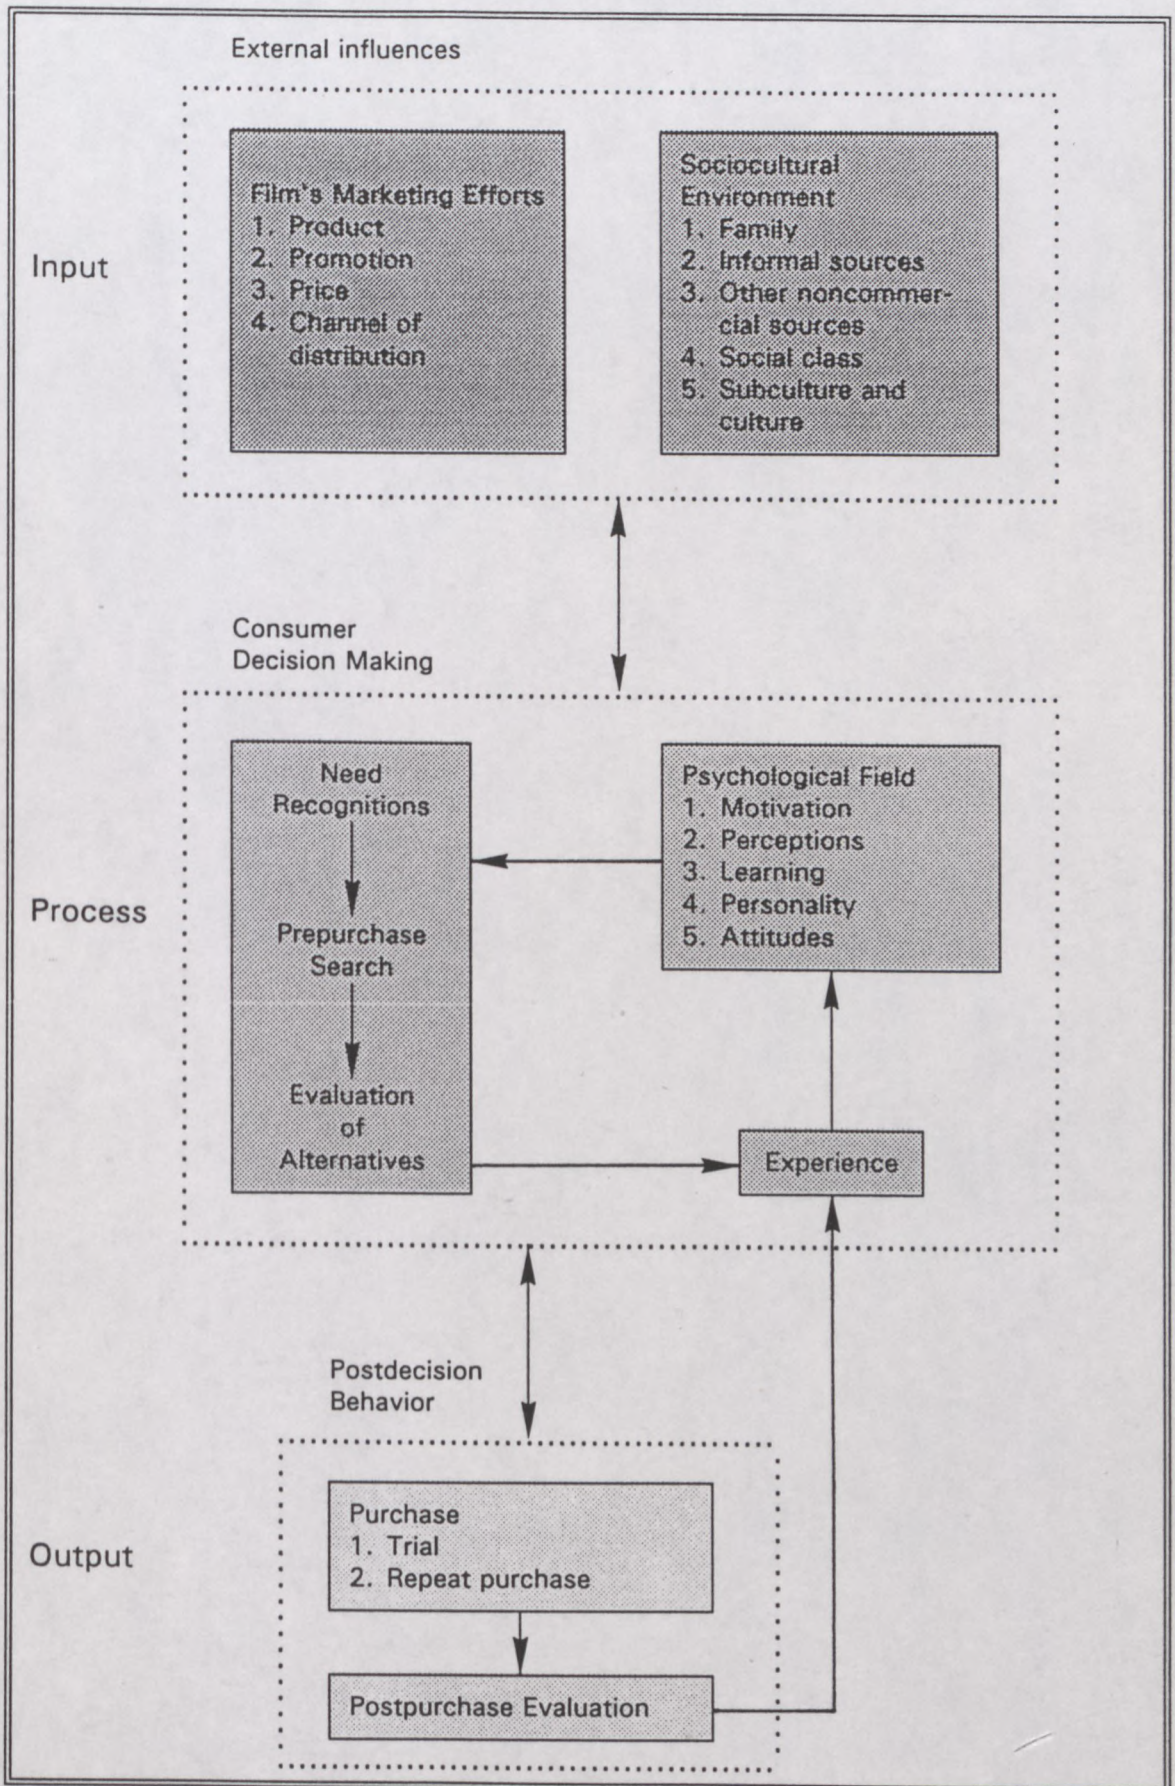 External influences
Input
Film's Marketing Efforts
1. Product
2. Promotion
3. Price
4. Channel of
distribution
Sociocultural
Environment
1. Family
2. Informal sources
3. Other noncommer-
cial sources
4. Social class
5. Subculture and
culture
Consumer
Decision Making
Process
Need
Recognitions
Prepurchase
Search
Evaluation
of
Alternatives
Psychological Field
1. Motivation
2. Perceptions
3. Learning
4. Personality
5. Attitudes
Experience
Postdecision
Behavior
Output
Purchase
1. Trial
2. Repeat purchase
Postpurchase Evaluation